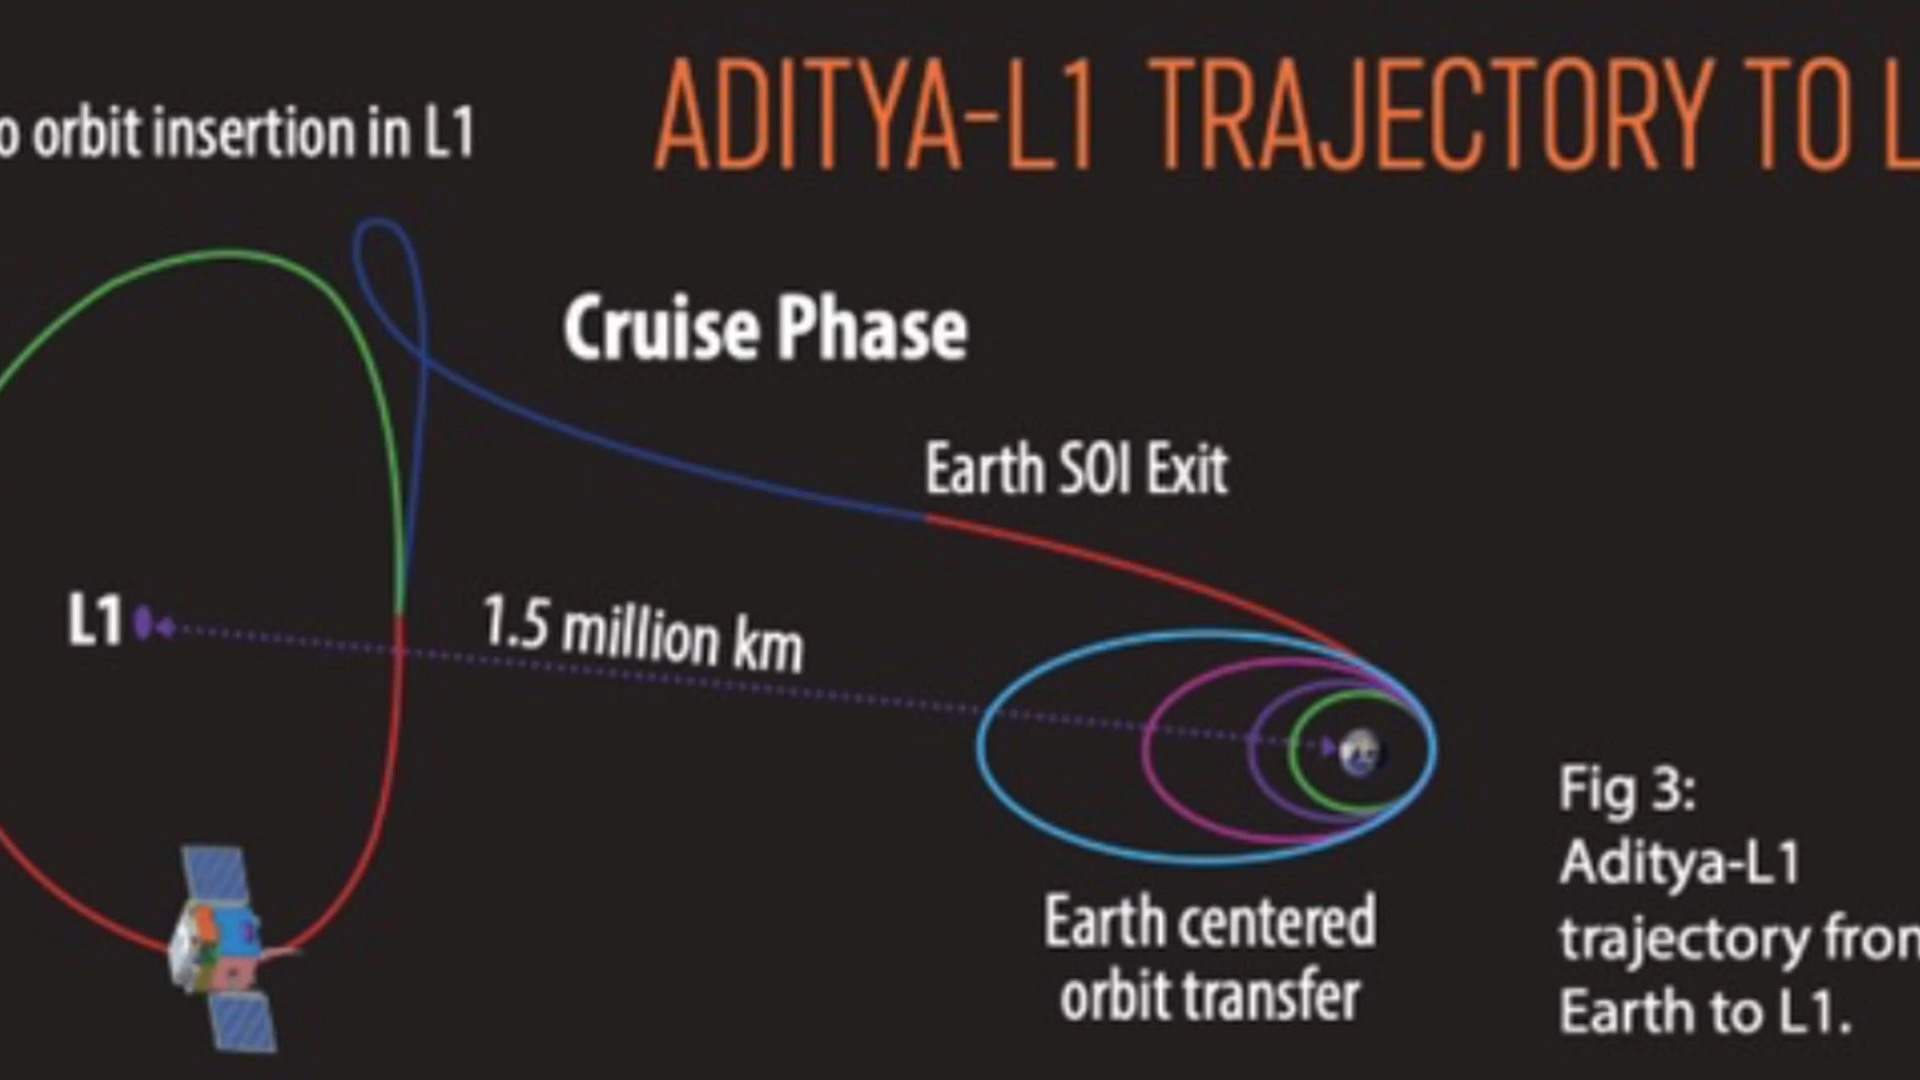 ADITYA-L1 TRAJECTORY TO L
o orbit insertion in L1
Cruise Phase
Earth SOI Exit
L1
1.5 million km
Earth centered
orbit transfer
Fig 3:
Aditya-L1
trajectory from
Earth to L1.